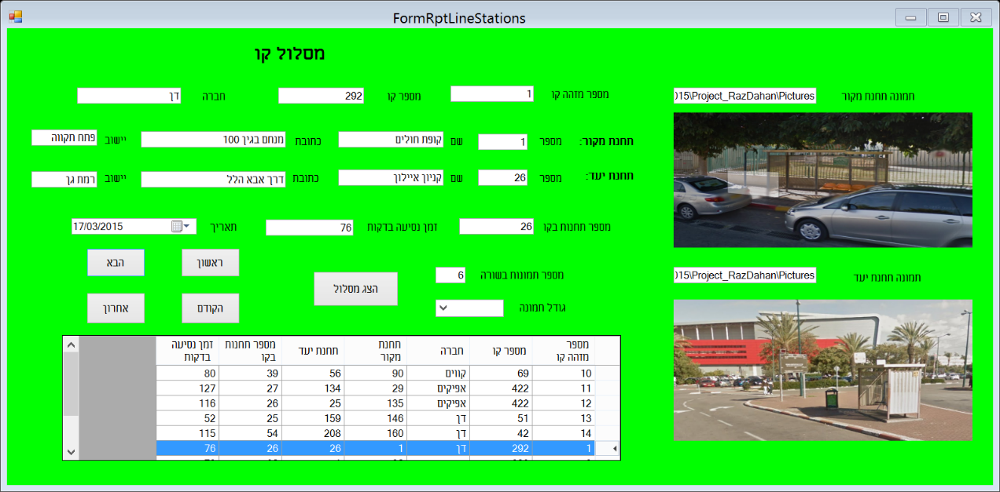 FormRptLineStations
מסלול קו
מספר מזהה קו 1 מספר קו 292 חברה דן
תמונה תחנת מקור 015\Project_RazDahan\Pictures
תחנת מקור: מספר 1 שם קופת חולים כתובת מנחם בגין 100 יישוב פתח תקווה
תחנת יעד: מספר 26 שם קניון איילון כתובת דרך אבא הלל יישוב רמת גן
מספר תחנות בקו 26 זמן נסיעה בדקות 76 תאריך 17/03/2015
ראשון הבא
הקודם אחרון
הצג מסלול
מספר תמונות בשורה 6
גודל תמונה
תמונה תחנת יעד 015\Project_RazDahan\Pictures
מספר מזהה קו מספר קו חברה תחנת מקור תחנת יעד מספר תחנות בקו זמן נסיעה בדקות
10 69 קווים 90 56 39 80
11 422 אפיקים 29 134 27 127
12 422 אפיקים 135 25 26 116
13 51 דן 146 159 25 52
14 42 דן 160 208 54 115
1 292 דן 1 26 26 76